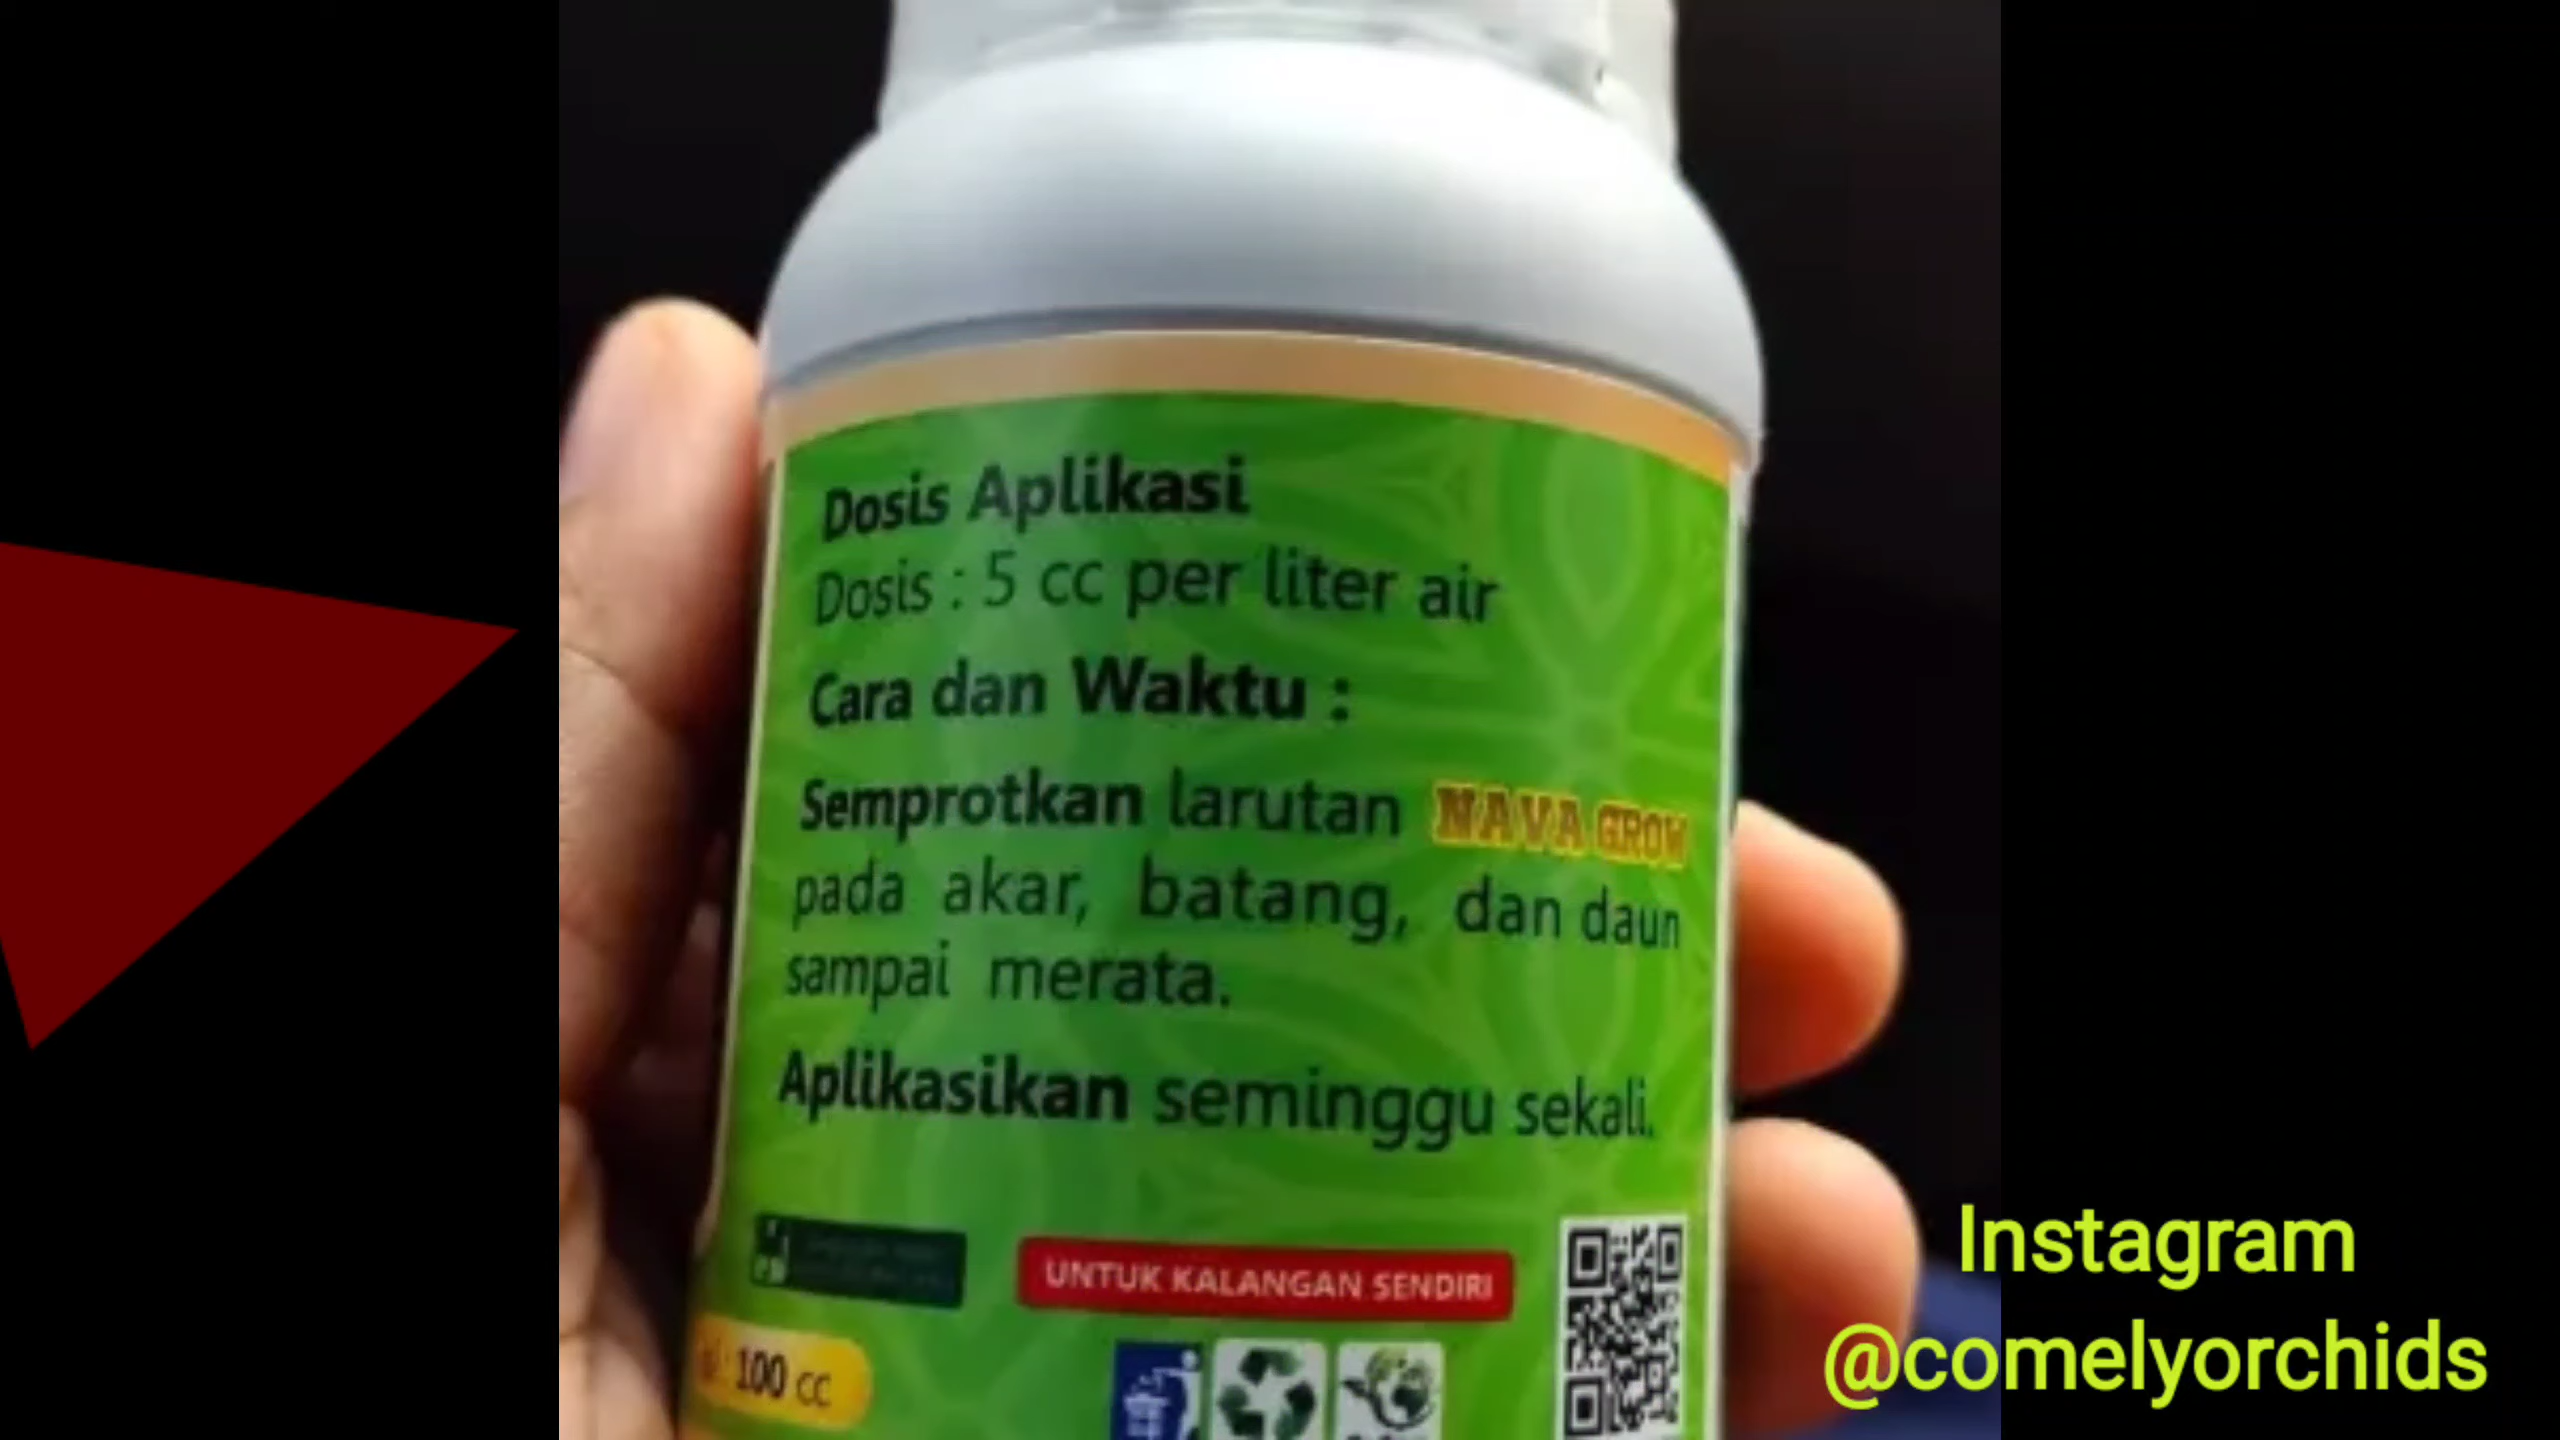 Dosis Aplikasi
Dosis : 5 cc per liter air
Cara dan Waktu :
Semprotkan larutan NAVA GROW
pada akar, batang, dan daun
sampai merata.
Aplikasikan seminggu sekali.
UNTUK KALANGAN SENDIRI
100 cc
Instagram
@comelyorchids